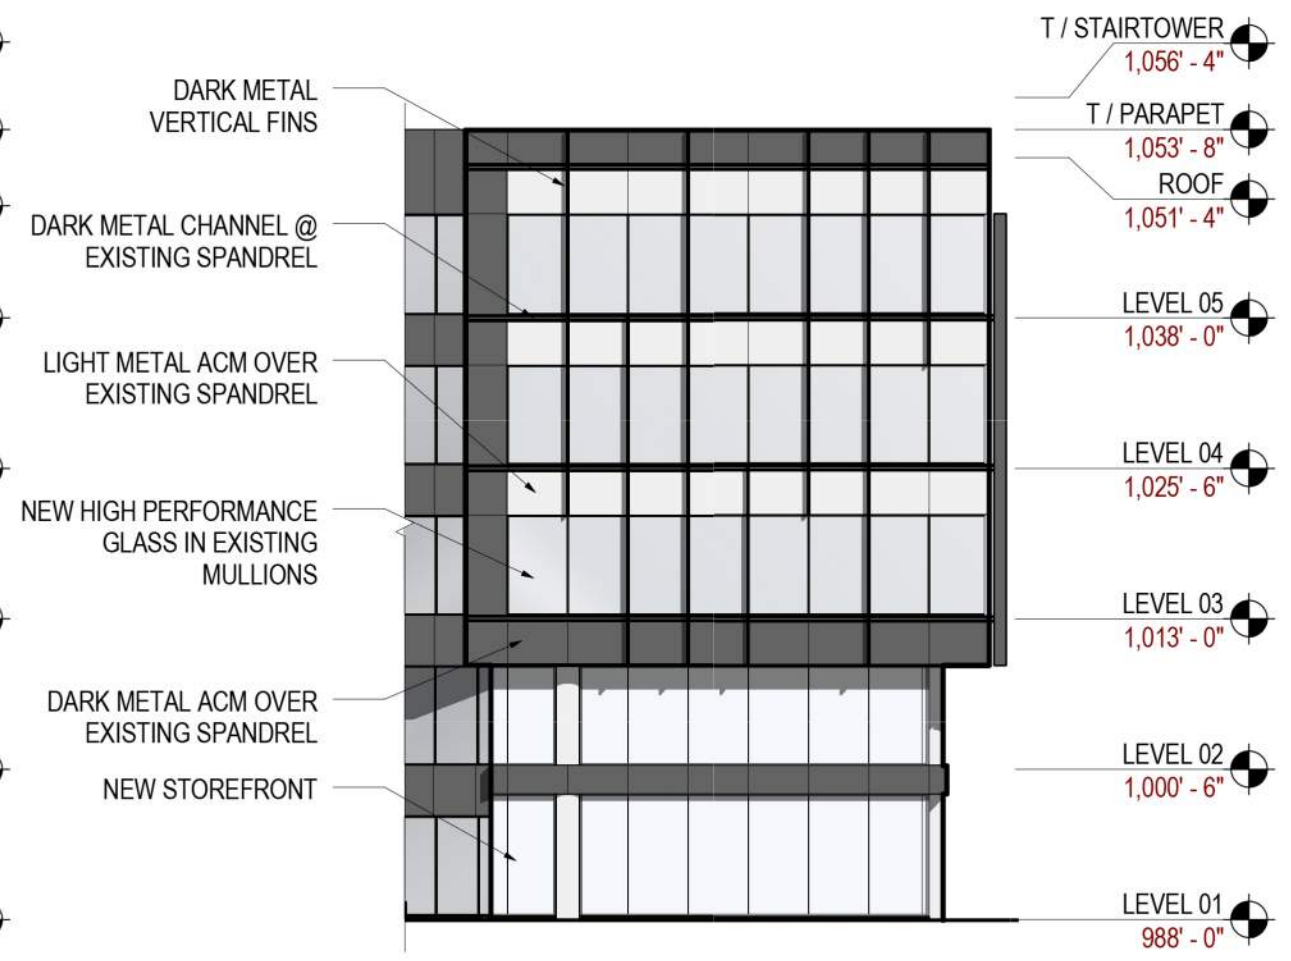 DARK METAL
VERTICAL FINS
DARK METAL CHANNEL @
EXISTING SPANDREL
LIGHT METAL ACM OVER
EXISTING SPANDREL
NEW HIGH PERFORMANCE
GLASS IN EXISTING
MULLIONS
DARK METAL ACM OVER
EXISTING SPANDREL
NEW STOREFRONT
T / STAIRTOWER
1,056' - 4"
T / PARAPET
1,053' - 8"
ROOF
1,051' - 4"
LEVEL 05
1,038' - 0"
LEVEL 04
1,025' - 6"
LEVEL 03
1,013' - 0"
LEVEL 02
1,000' - 6"
LEVEL 01
988' - 0"